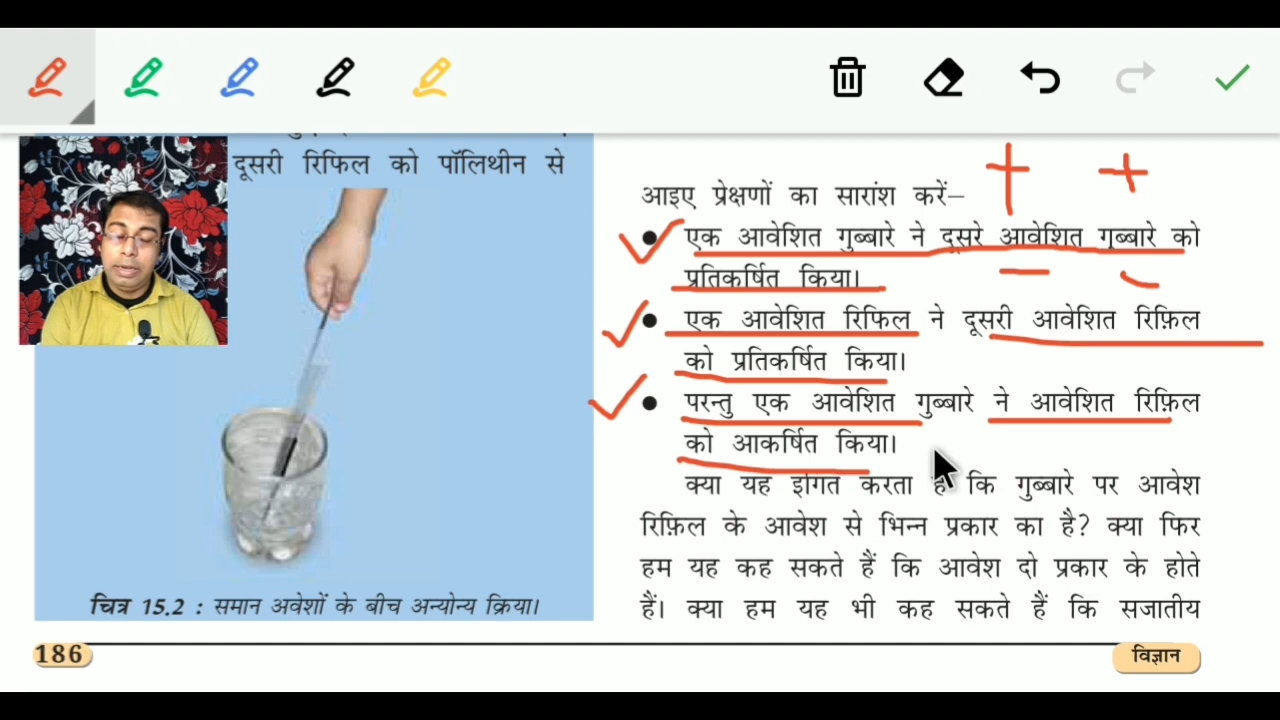 दूसरी रिफिल को पॉलिथीन से
चित्र 15.2 : समान अवेशों के बीच अन्योन्य क्रिया।
आइए प्रेक्षणों का सारांश करें–
+ +
● एक आवेशित गुब्बारे ने दूसरे आवेशित गुब्बारे को
प्रतिकर्षित किया।
● एक आवेशित रिफिल ने दूसरी आवेशित रिफ़िल
को प्रतिकर्षित किया।
● परन्तु एक आवेशित गुब्बारे ने आवेशित रिफ़िल
को आकर्षित किया।
क्या यह इंगित करता है कि गुब्बारे पर आवेश
रिफ़िल के आवेश से भिन्न प्रकार का है? क्या फिर
हम यह कह सकते हैं कि आवेश दो प्रकार के होते
हैं। क्या हम यह भी कह सकते हैं कि सजातीय
186
विज्ञान